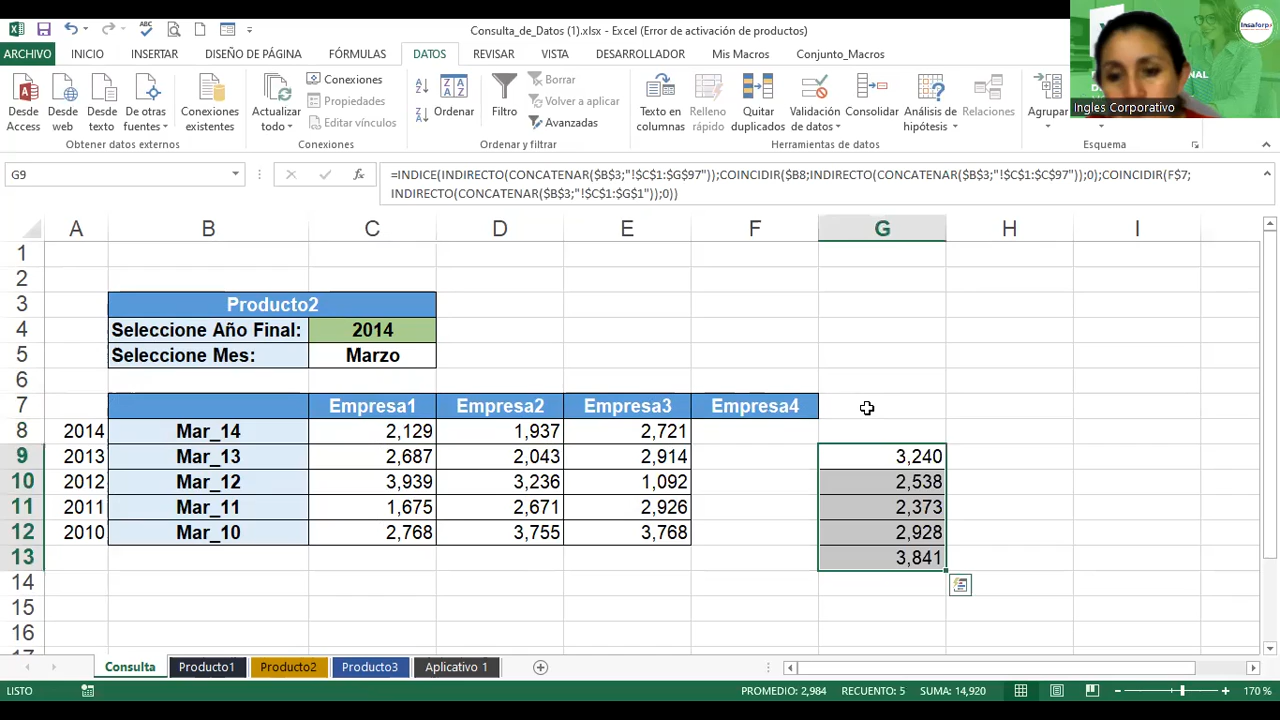 Consulta_de_Datos (1).xlsx - Excel (Error de activación de productos)
ARCHIVO INICIO INSERTAR DISEÑO DE PÁGINA FÓRMULAS DATOS REVISAR VISTA DESARROLLADOR Mis Macros Conjunto_Macros
Desde Access
Desde web
Desde texto
De otras fuentes
Conexiones existentes
Obtener datos externos
Actualizar todo
Conexiones
Propiedades
Editar vínculos
Conexiones
Ordenar
Filtro
Borrar
Volver a aplicar
Avanzadas
Ordenar y filtrar
Texto en columnas
Relleno rápido
Quitar duplicados
Validación de datos
Consolidar
Análisis de hipótesis
Relaciones
Herramientas de datos
Agrupar
Esquema
Insaforp
Ingles Corporativo
G9
=INDICE(INDIRECTO(CONCATENAR($B$3;"!$C$1:$G$97"));COINCIDIR($B8;INDIRECTO(CONCATENAR($B$3;"!$C$1:$C$97"));0);COINCIDIR(F$7;
INDIRECTO(CONCATENAR($B$3;"!$C$1:$G$1"));0))
A B C D E F G H I
1
2
3 Producto2
4 Seleccione Año Final: 2014
5 Seleccione Mes: Marzo
6
7 Empresa1 Empresa2 Empresa3 Empresa4
8 2014 Mar_14 2,129 1,937 2,721
9 2013 Mar_13 2,687 2,043 2,914 3,240
10 2012 Mar_12 3,939 3,236 1,092 2,538
11 2011 Mar_11 1,675 2,671 2,926 2,373
12 2010 Mar_10 2,768 3,755 3,768 2,928
13 3,841
14
15
16
17
Consulta Producto1 Producto2 Producto3 Aplicativo 1
LISTO PROMEDIO: 2,984 RECUENTO: 5 SUMA: 14,920 170 %